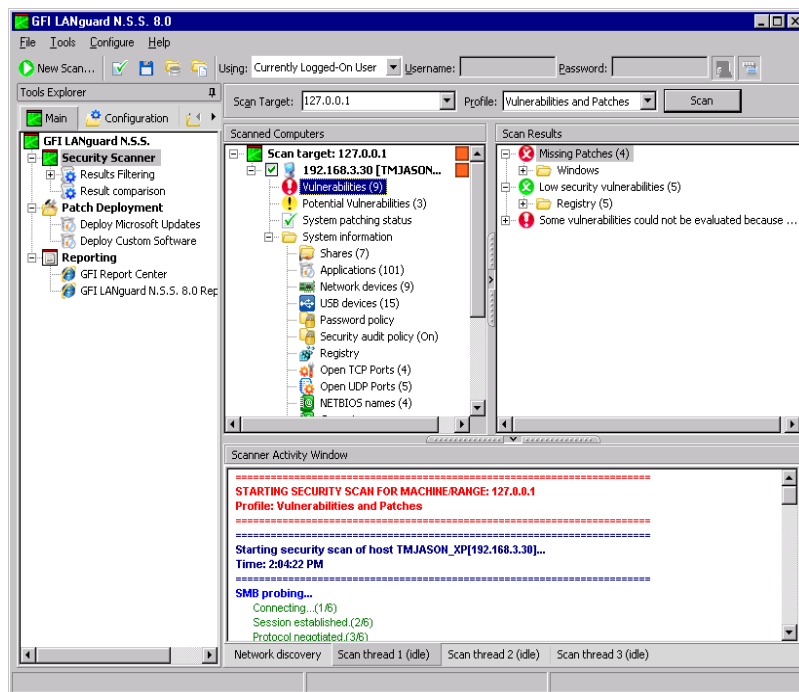 GFI LANguard N.S.S. 8.0
File Tools Configure Help
New Scan... Using: Currently Logged-On User Username: Password:
Tools Explorer
Main Configuration
GFI LANguard N.S.S.
Security Scanner
Results Filtering
Result comparison
Patch Deployment
Deploy Microsoft Updates
Deploy Custom Software
Reporting
GFI Report Center
GFI LANguard N.S.S. 8.0 Rep
Scan Target: 127.0.0.1 Profile: Vulnerabilities and Patches Scan
Scanned Computers
Scan target: 127.0.0.1
192.168.3.30 [TMJASON...
Vulnerabilities (9)
Potential Vulnerabilities (3)
System patching status
System information
Shares (7)
Applications (101)
Network devices (9)
USB devices (15)
Password policy
Security audit policy (On)
Registry
Open TCP Ports (4)
Open UDP Ports (5)
NETBIOS names (4)
Scan Results
Missing Patches (4)
Windows
Low security vulnerabilities (5)
Registry (5)
Some vulnerabilities could not be evaluated because ...
Scanner Activity Window
STARTING SECURITY SCAN FOR MACHINE/RANGE: 127.0.0.1
Profile: Vulnerabilities and Patches
Starting security scan of host TMJASON_XP[192.168.3.30]...
Time: 2:04:22 PM
SMB probing...
Connecting...(1/6)
Session established.(2/6)
Protocol negotiated.(3/6)
Network discovery Scan thread 1 (idle) Scan thread 2 (idle) Scan thread 3 (idle)